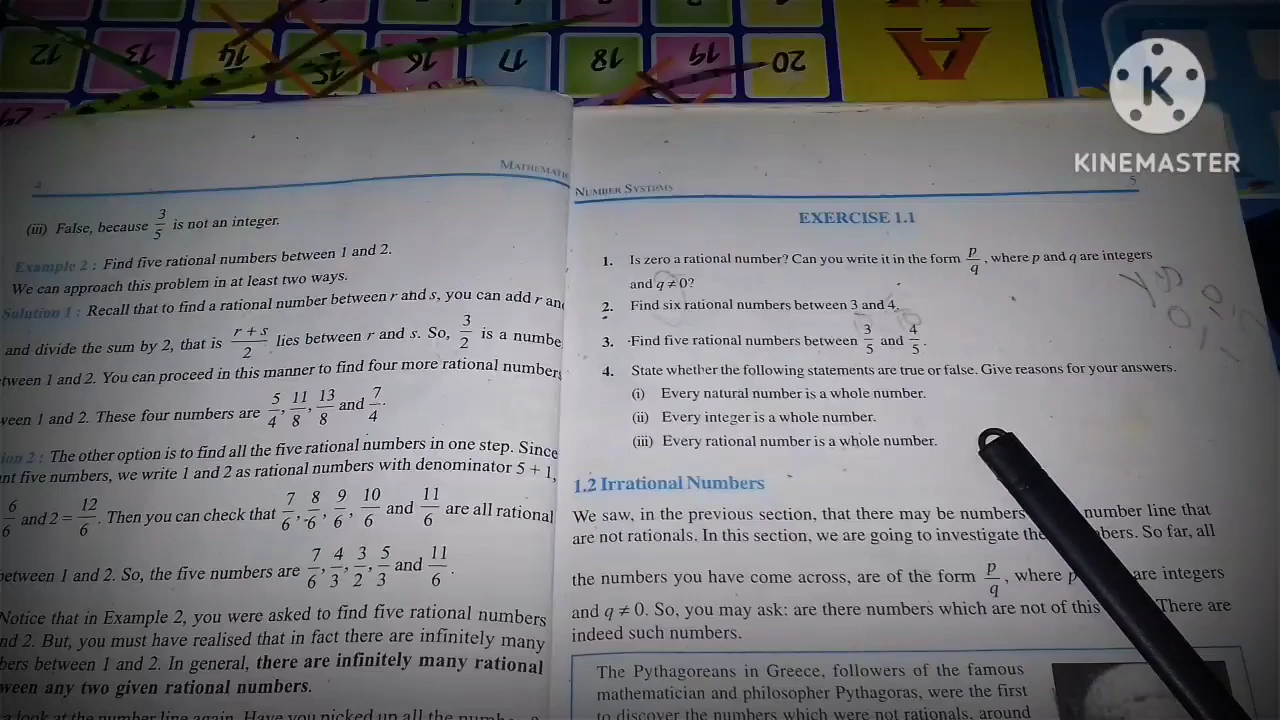 12 13 14 15 16 17 18 19 20
A
K
KINEMASTER
4
MATHEMATIC
(iii) False, because 3/5 is not an integer.
Example 2 : Find five rational numbers between 1 and 2.
We can approach this problem in at least two ways.
Solution 1 : Recall that to find a rational number between r and s, you can add r and
and divide the sum by 2, that is (r + s)/2 lies between r and s. So, 3/2 is a numbe
tween 1 and 2. You can proceed in this manner to find four more rational numbers
ween 1 and 2. These four numbers are 5/4, 11/8, 13/8 and 7/4.
ion 2 : The other option is to find all the five rational numbers in one step. Since
nt five numbers, we write 1 and 2 as rational numbers with denominator 5 + 1,
6/6 and 2 = 12/6. Then you can check that 7/6, 8/6, 9/6, 10/6 and 11/6 are all rational
between 1 and 2. So, the five numbers are 7/6, 4/3, 3/2, 5/3 and 11/6.
Notice that in Example 2, you were asked to find five rational numbers
nd 2. But, you must have realised that in fact there are infinitely many
bers between 1 and 2. In general, there are infinitely many rational
ween any two given rational numbers.
look at the number line again. Have you picked up all the
NUMBER SYSTEMS
5
EXERCISE 1.1
1. Is zero a rational number? Can you write it in the form p/q, where p and q are integers
and q ≠ 0?
2. Find six rational numbers between 3 and 4.
3. Find five rational numbers between 3/5 and 4/5.
4. State whether the following statements are true or false. Give reasons for your answers.
(i) Every natural number is a whole number.
(ii) Every integer is a whole number.
(iii) Every rational number is a whole number.
1.2 Irrational Numbers
We saw, in the previous section, that there may be numbers number line that
are not rationals. In this section, we are going to investigate the bers. So far, all
the numbers you have come across, are of the form p/q, where p are integers
and q ≠ 0. So, you may ask: are there numbers which are not of this There are
indeed such numbers.
The Pythagoreans in Greece, followers of the famous
mathematician and philosopher Pythagoras, were the first
to discover the numbers which were not rationals, around